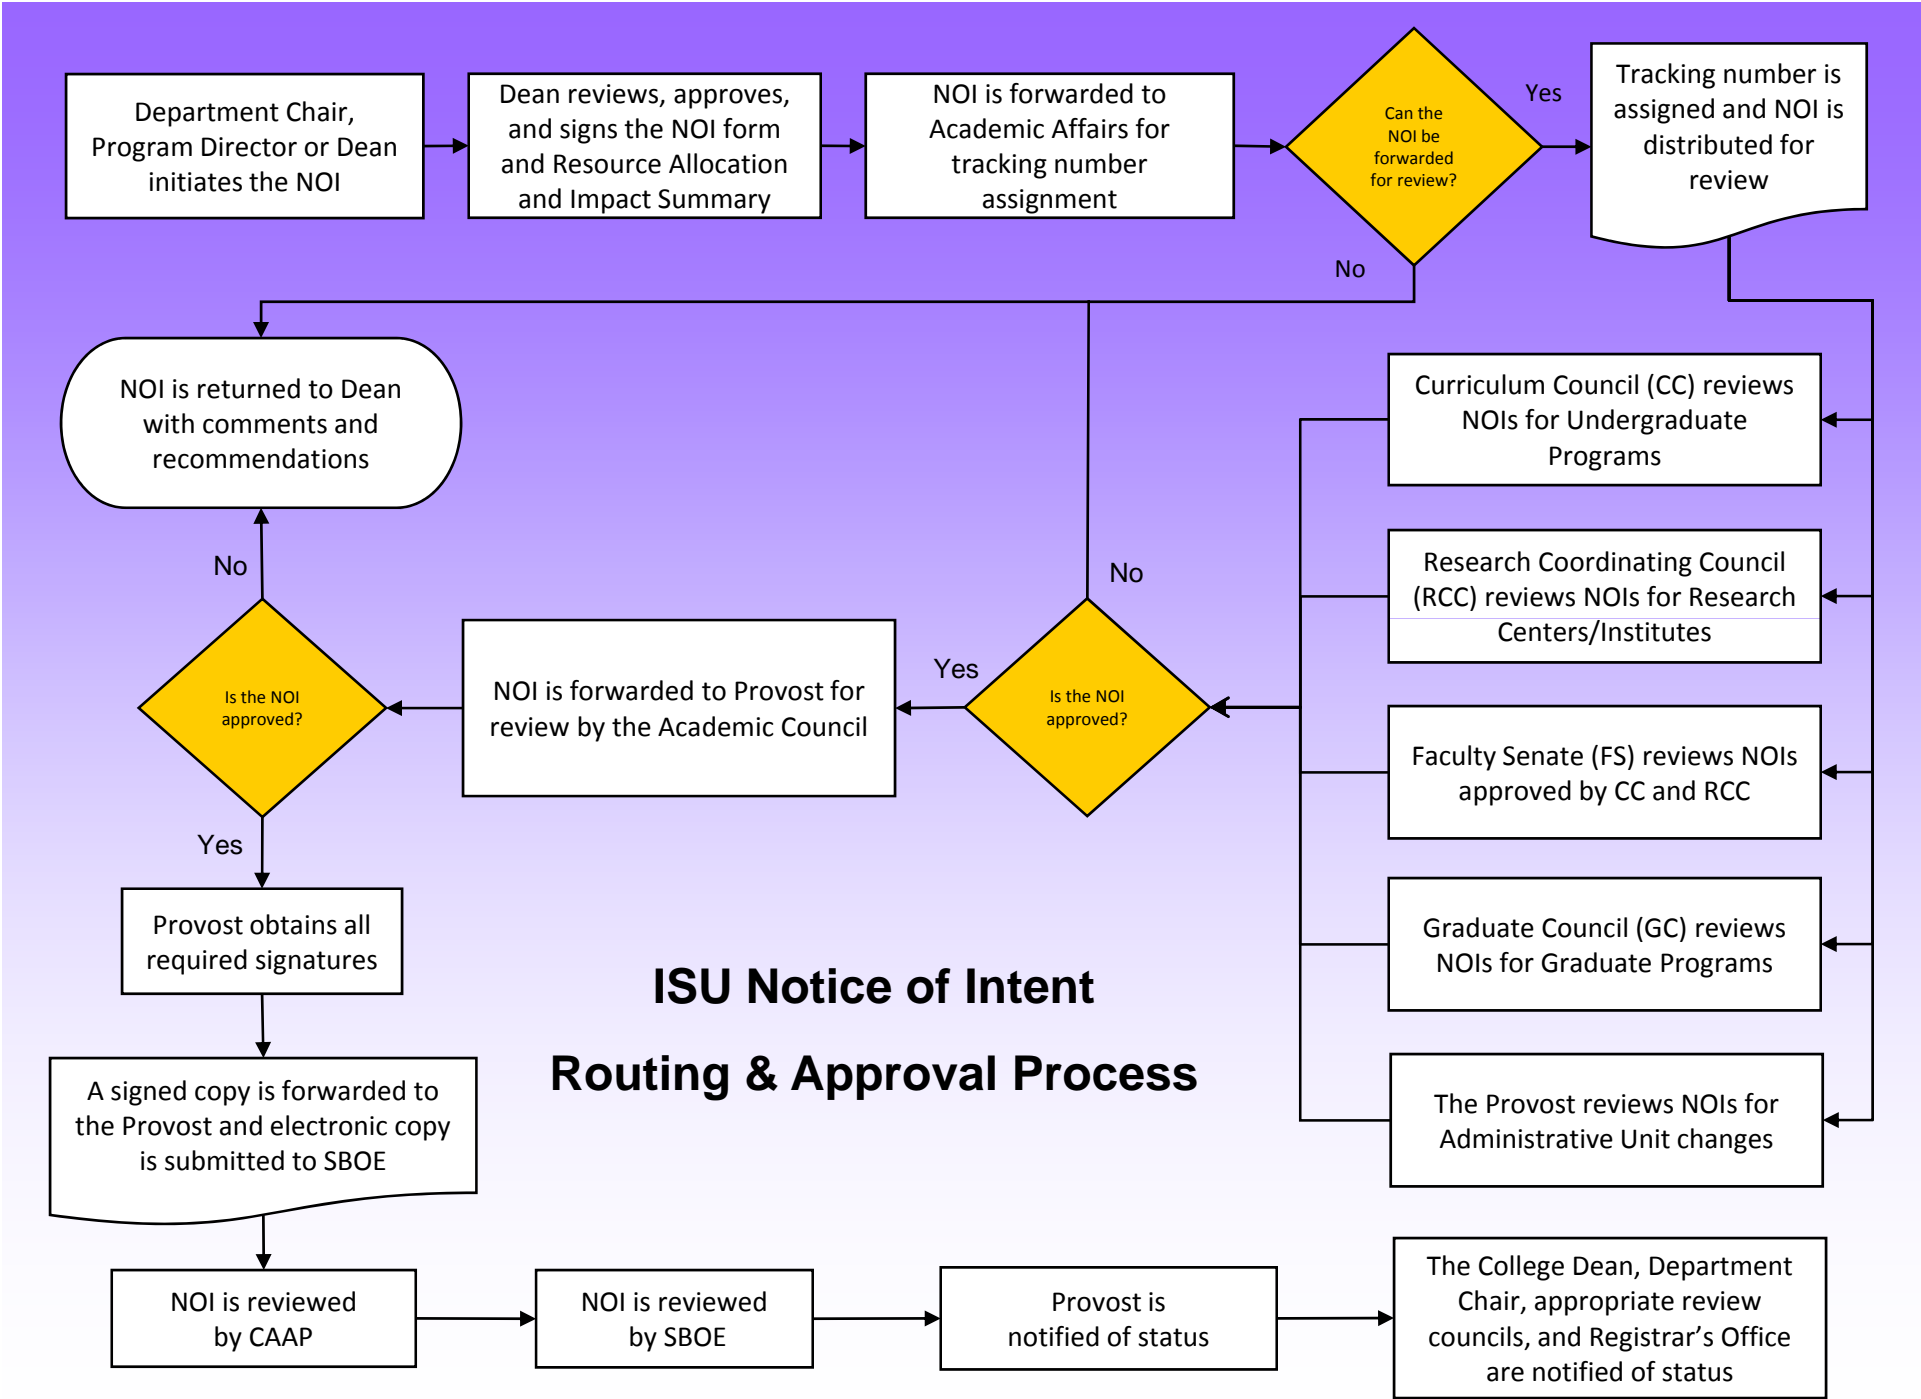 Department Chair,
Program Director or Dean
initiates the NOI
Dean reviews, approves,
and signs the NOI form
and Resource Allocation
and Impact Summary
NOI is forwarded to
Academic Affairs for
tracking number
assignment
Can the
NOI be
forwarded
for review?
Yes
Tracking number is
assigned and NOI is
distributed for
review
No
NOI is returned to Dean
with comments and
recommendations
Curriculum Council (CC) reviews
NOIs for Undergraduate
Programs
Research Coordinating Council
(RCC) reviews NOIs for Research
Centers/Institutes
Faculty Senate (FS) reviews NOIs
approved by CC and RCC
Graduate Council (GC) reviews
NOIs for Graduate Programs
The Provost reviews NOIs for
Administrative Unit changes
No
Is the NOI
approved?
Yes
NOI is forwarded to Provost for
review by the Academic Council
No
Is the NOI
approved?
Yes
Provost obtains all
required signatures
ISU Notice of Intent
Routing & Approval Process
A signed copy is forwarded to
the Provost and electronic copy
is submitted to SBOE
NOI is reviewed
by CAAP
NOI is reviewed
by SBOE
Provost is
notified of status
The College Dean, Department
Chair, appropriate review
councils, and Registrar’s Office
are notified of status